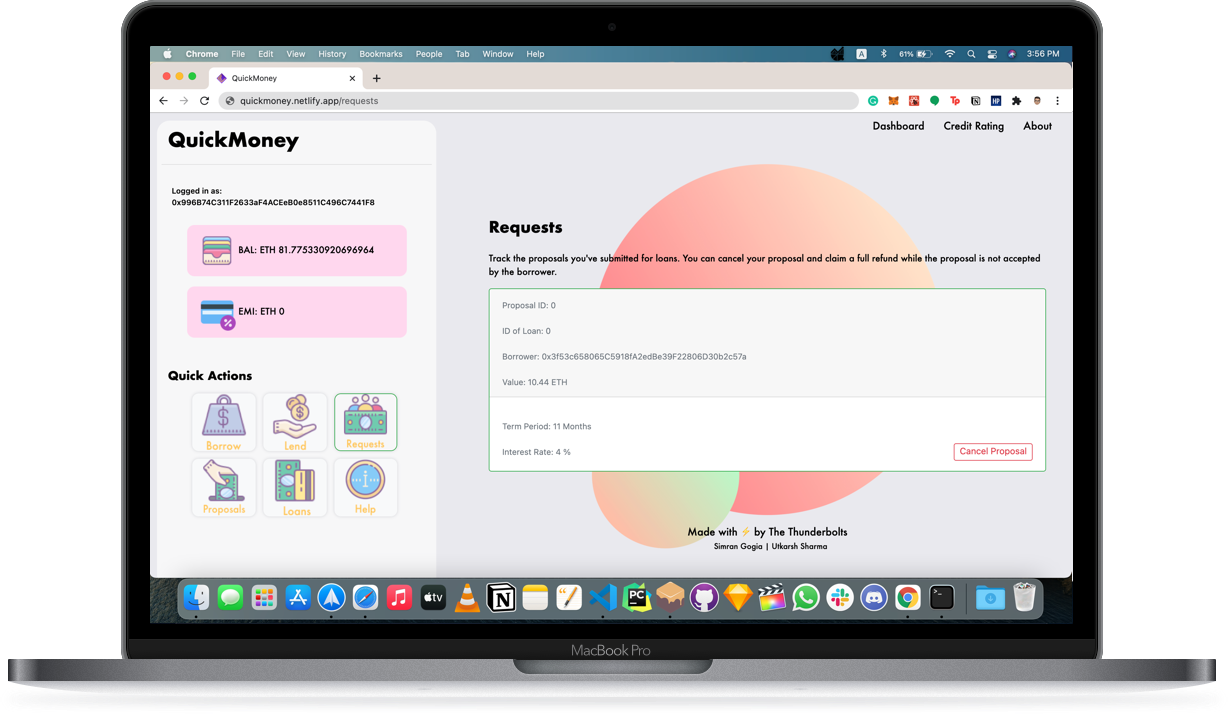 Chrome File Edit View History Bookmarks People Tab Window Help
A 61% 3:56 PM
QuickMoney
quickmoney.netlify.app/requests
Tp HP
QuickMoney
Dashboard Credit Rating About
Logged in as:
0x996B74C311F2633aF4ACEeB0e8511C496C7441F8
BAL: ETH 81.775330920696964
EMI: ETH 0
Quick Actions
Borrow Lend Requests
Proposals Loans Help
Requests
Track the proposals you've submitted for loans. You can cancel your proposal and claim a full refund while the proposal is not accepted
by the borrower.
Proposal ID: 0
ID of Loan: 0
Borrower: 0x3f53c658065C5918fA2edBe39F22806D30b2c57a
Value: 10.44 ETH
Term Period: 11 Months
Interest Rate: 4 %
Cancel Proposal
Made with ⚡ by The Thunderbolts
Simran Gogia | Utkarsh Sharma
tv N PC
MacBook Pro